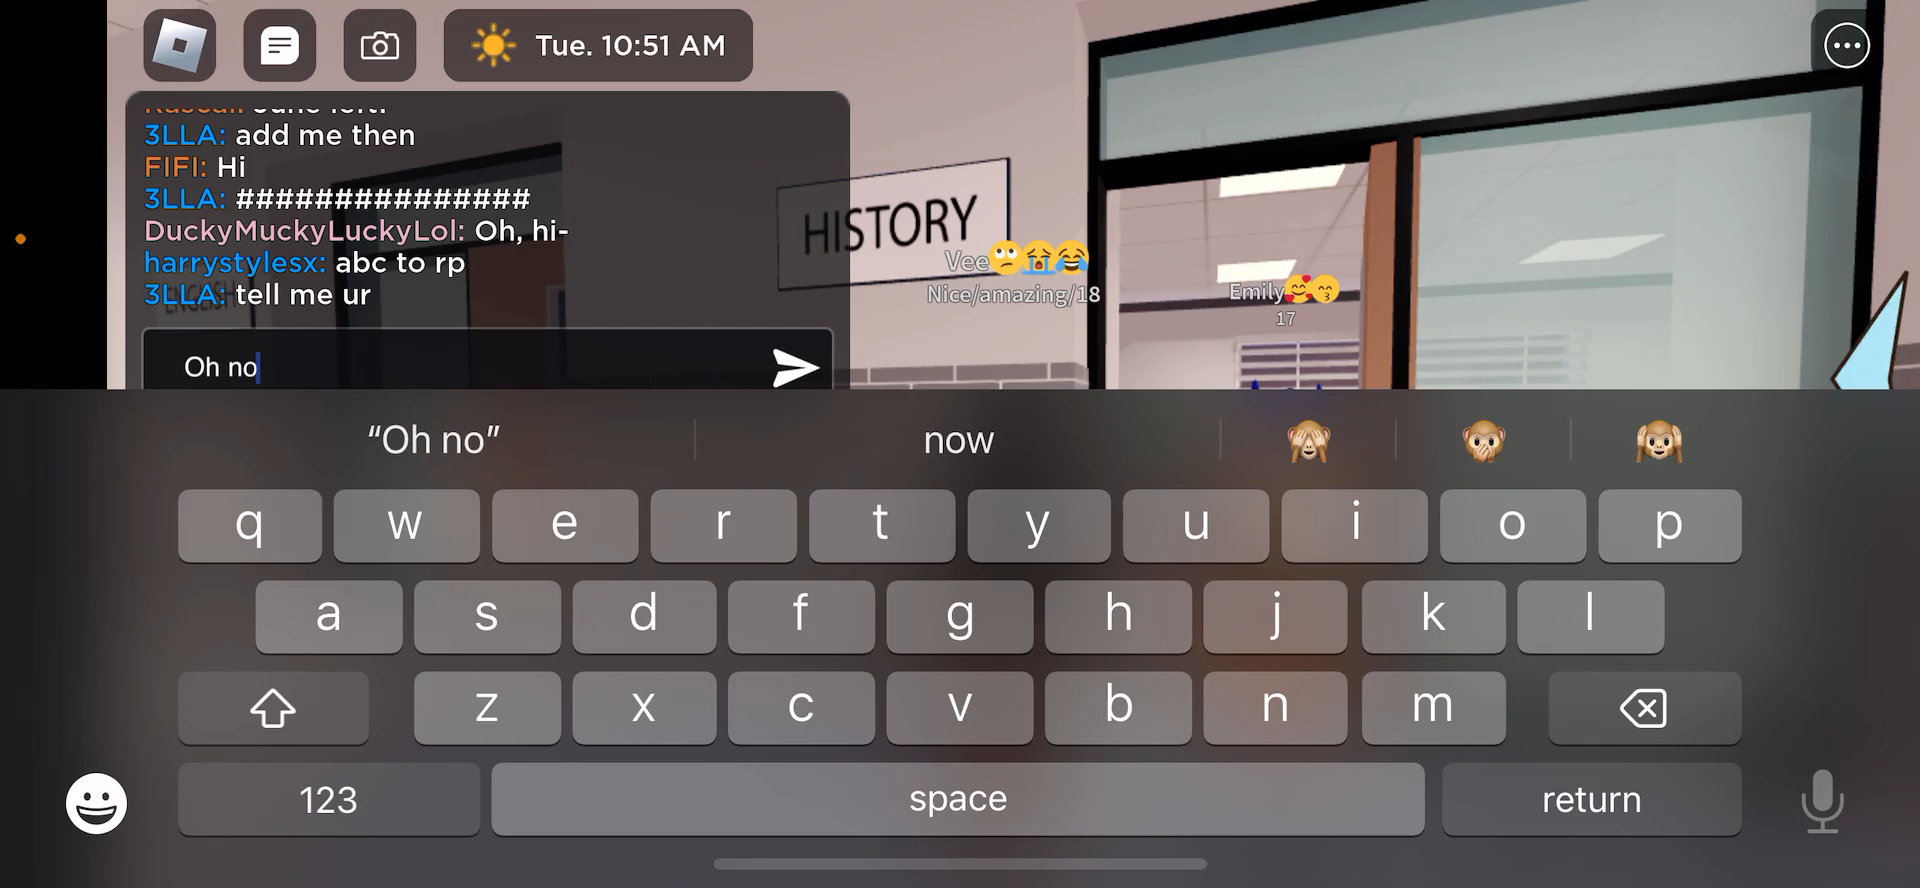 Tue. 10:51 AM
3LLA: add me then
FIFI: Hi
3LLA: ###############
DuckyMuckyLuckyLol: Oh, hi-
harrystylesx: abc to rp
3LLA: tell me ur
ENGLISH
HISTORY
Vee🙄😭😂
Nice/amazing/18
Emily🥰😙
17
Oh no
“Oh no”
now
🙈
🙊
🙉
q w e r t y u i o p
a s d f g h j k l
z x c v b n m
123
space
return